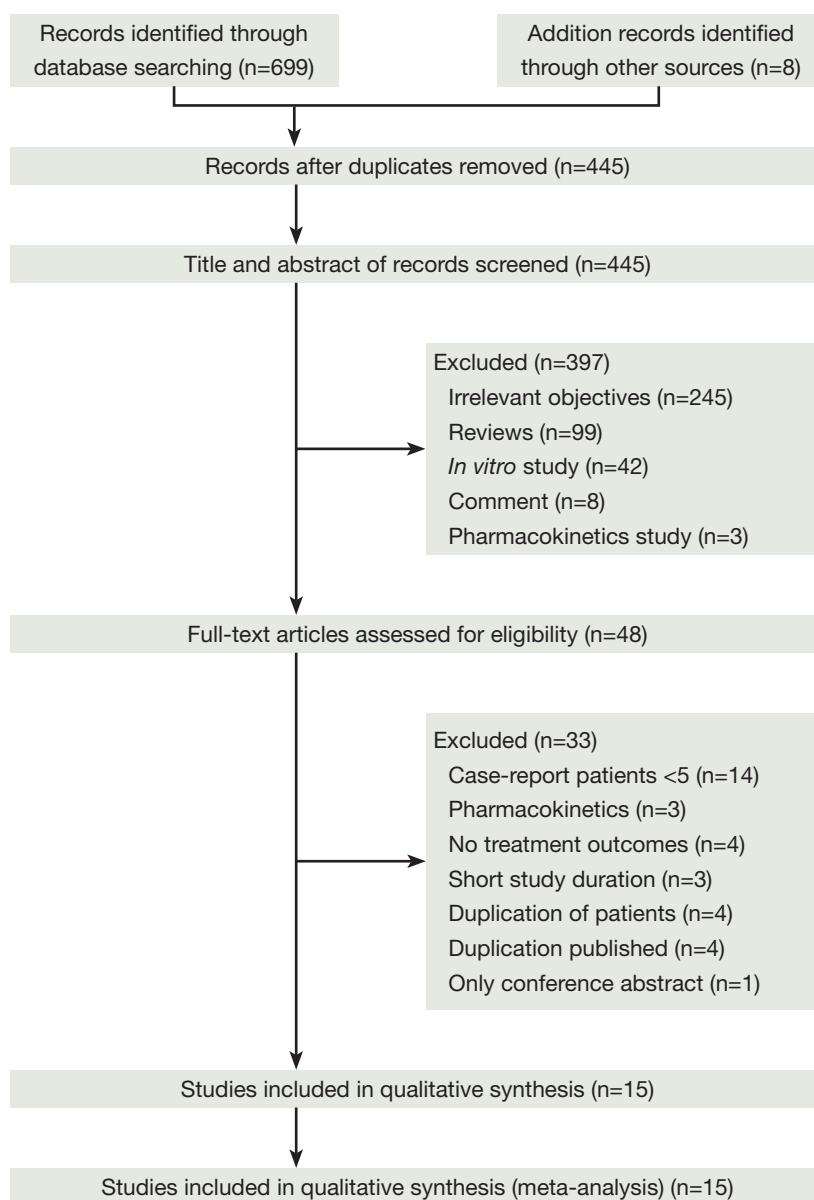 Records identified through
database searching (n=699)
Addition records identified
through other sources (n=8)
Records after duplicates removed (n=445)
Title and abstract of records screened (n=445)
Excluded (n=397)
Irrelevant objectives (n=245)
Reviews (n=99)
In vitro study (n=42)
Comment (n=8)
Pharmacokinetics study (n=3)
Full-text articles assessed for eligibility (n=48)
Excluded (n=33)
Case-report patients <5 (n=14)
Pharmacokinetics (n=3)
No treatment outcomes (n=4)
Short study duration (n=3)
Duplication of patients (n=4)
Duplication published (n=4)
Only conference abstract (n=1)
Studies included in qualitative synthesis (n=15)
Studies included in qualitative synthesis (meta-analysis) (n=15)